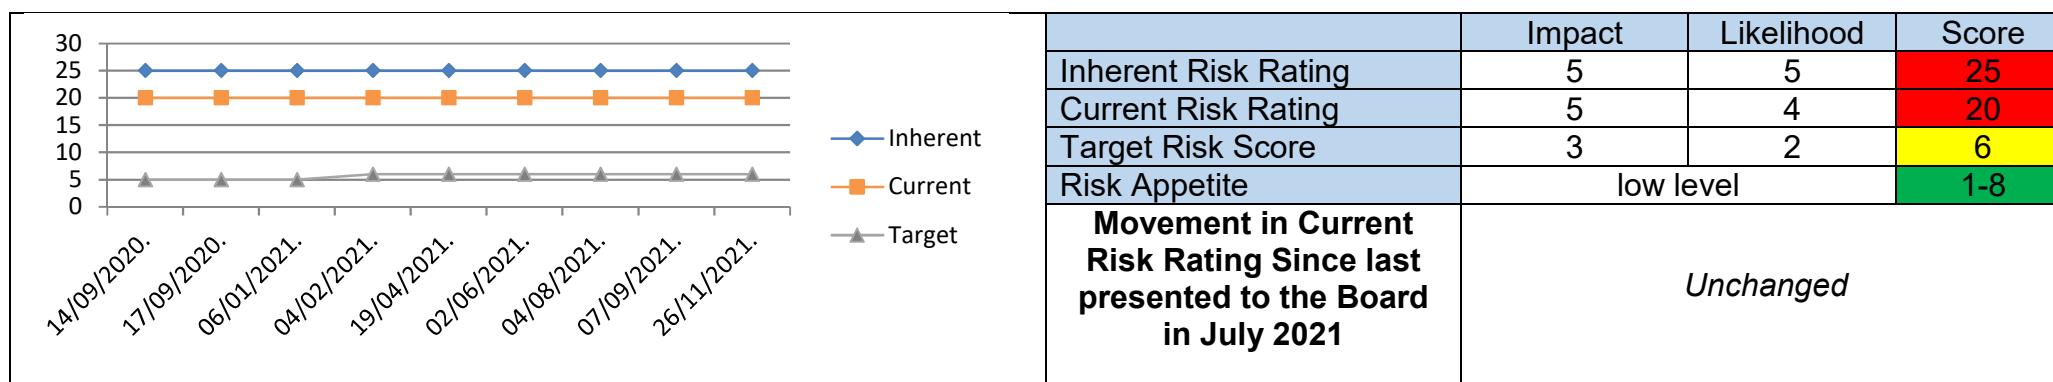 30
25
20
15
10
5
0
14/09/2020.
17/09/2020.
06/01/2021.
04/02/2021.
19/04/2021.
02/06/2021.
04/08/2021.
07/09/2021.
26/11/2021.
Inherent
Current
Target
Impact Likelihood Score
Inherent Risk Rating 5 5 25
Current Risk Rating 5 4 20
Target Risk Score 3 2 6
Risk Appetite low level 1-8
Movement in Current
Risk Rating Since last
presented to the Board
in July 2021
Unchanged